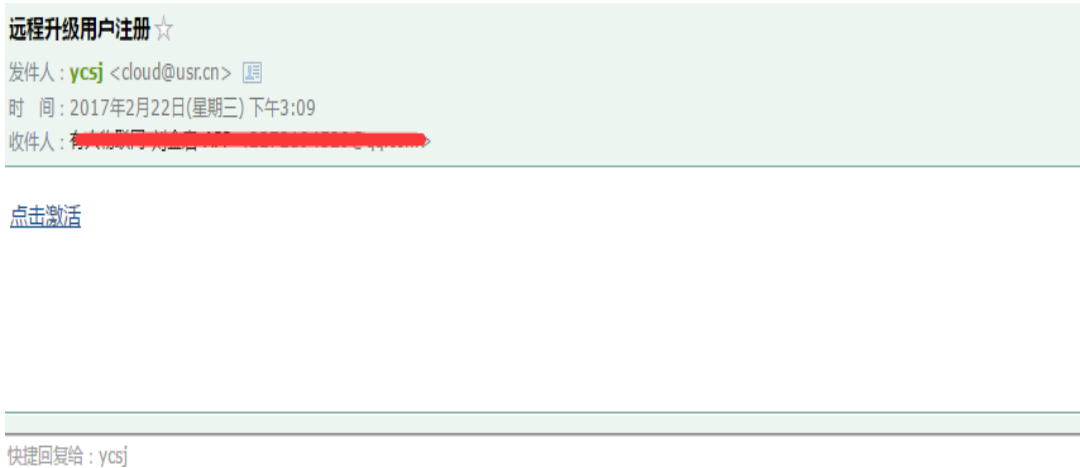 远程升级用户注册
发件人：ycsj <cloud@usr.cn>
时 间：2017年2月22日(星期三) 下午3:09
收件人：
点击激活
快捷回复给：ycsj